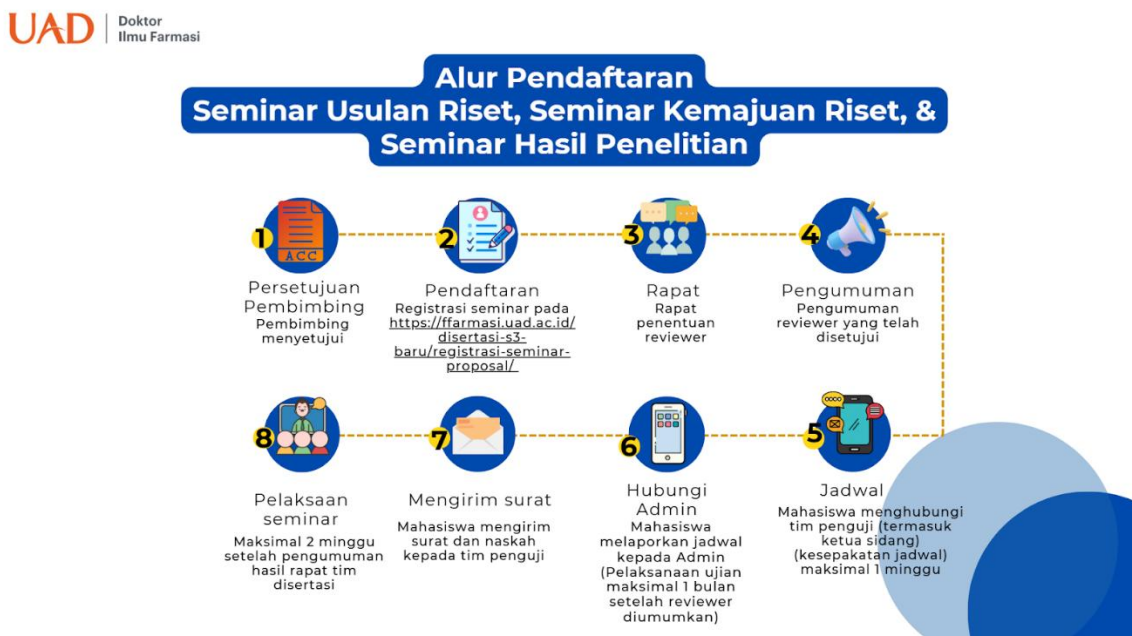 UAD
Doktor
Ilmu Farmasi
Alur Pendaftaran
Seminar Usulan Riset, Seminar Kemajuan Riset, &
Seminar Hasil Penelitian
1
ACC
Persetujuan
Pembimbing
Pembimbing
menyetujui
2
Pendaftaran
Registrasi seminar pada
https://ffarmasi.uad.ac.id/
disertasi-s3-
baru/registrasi-seminar-
proposal/
3
Rapat
Rapat
penentuan
reviewer
4
Pengumuman
Pengumuman
reviewer yang telah
disetujui
5
Jadwal
Mahasiswa menghubungi
tim penguji (termasuk
ketua sidang)
(kesepakatan jadwal)
maksimal 1 minggu
6
Hubungi
Admin
Mahasiswa
melaporkan jadwal
kepada Admin
(Pelaksanaan ujian
maksimal 1 bulan
setelah reviewer
diumumkan)
7
Mengirim surat
Mahasiswa mengirim
surat dan naskah
kepada tim penguji
8
Pelaksaan
seminar
Maksimal 2 minggu
setelah pengumuman
hasil rapat tim
disertasi